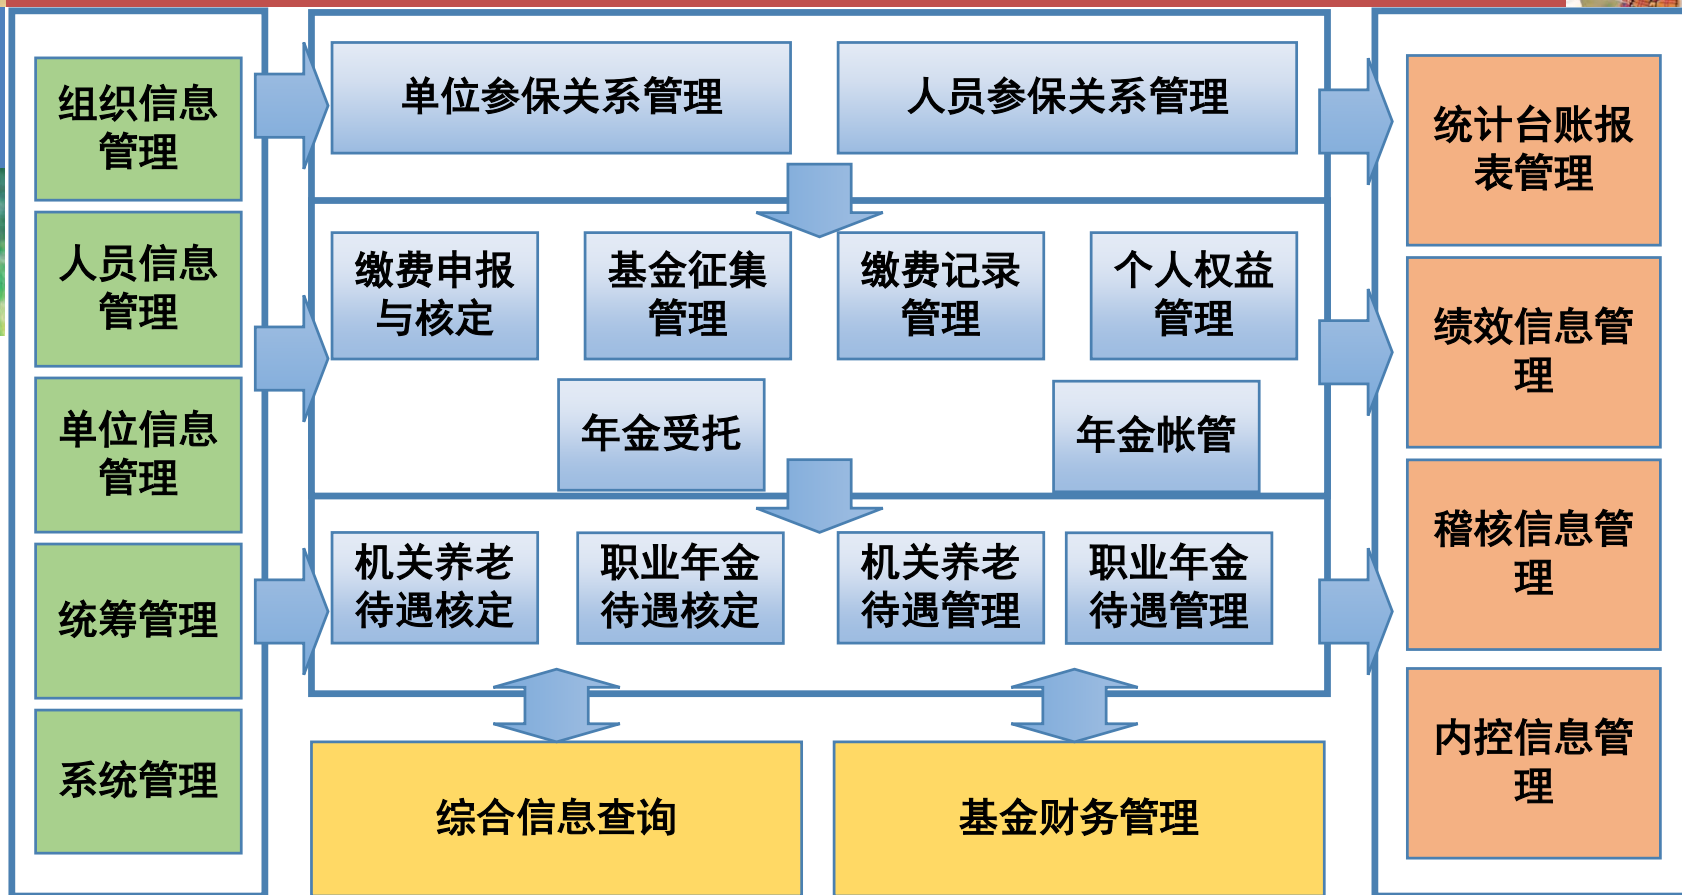 组织信息
管理
人员信息
管理
单位信息
管理
统筹管理
系统管理
单位参保关系管理
人员参保关系管理
缴费申报
与核定
基金征集
管理
缴费记录
管理
个人权益
管理
年金受托
年金帐管
机关养老
待遇核定
职业年金
待遇核定
机关养老
待遇管理
职业年金
待遇管理
综合信息查询
基金财务管理
统计台账报
表管理
绩效信息管
理
稽核信息管
理
内控信息管
理